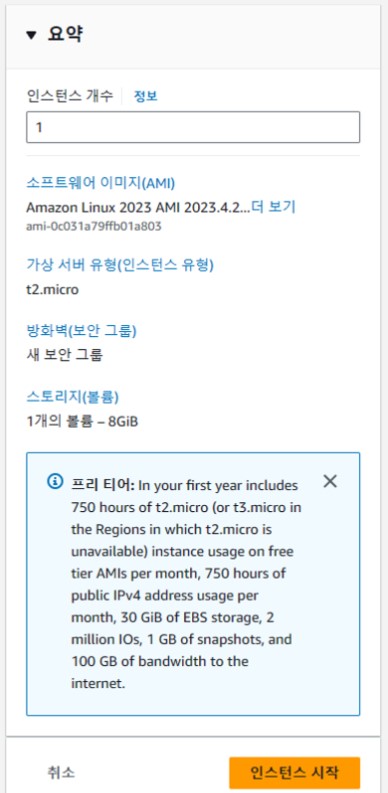 ▼ 요약
인스턴스 개수 정보
1
소프트웨어 이미지(AMI)
Amazon Linux 2023 AMI 2023.4.2...더 보기
ami-0c031a79ffb01a803
가상 서버 유형(인스턴스 유형)
t2.micro
방화벽(보안 그룹)
새 보안 그룹
스토리지(볼륨)
1개의 볼륨 – 8GiB
프리 티어: In your first year includes
750 hours of t2.micro (or t3.micro in
the Regions in which t2.micro is
unavailable) instance usage on free
tier AMIs per month, 750 hours of
public IPv4 address usage per
month, 30 GiB of EBS storage, 2
million IOs, 1 GB of snapshots, and
100 GB of bandwidth to the
internet.
취소 인스턴스 시작